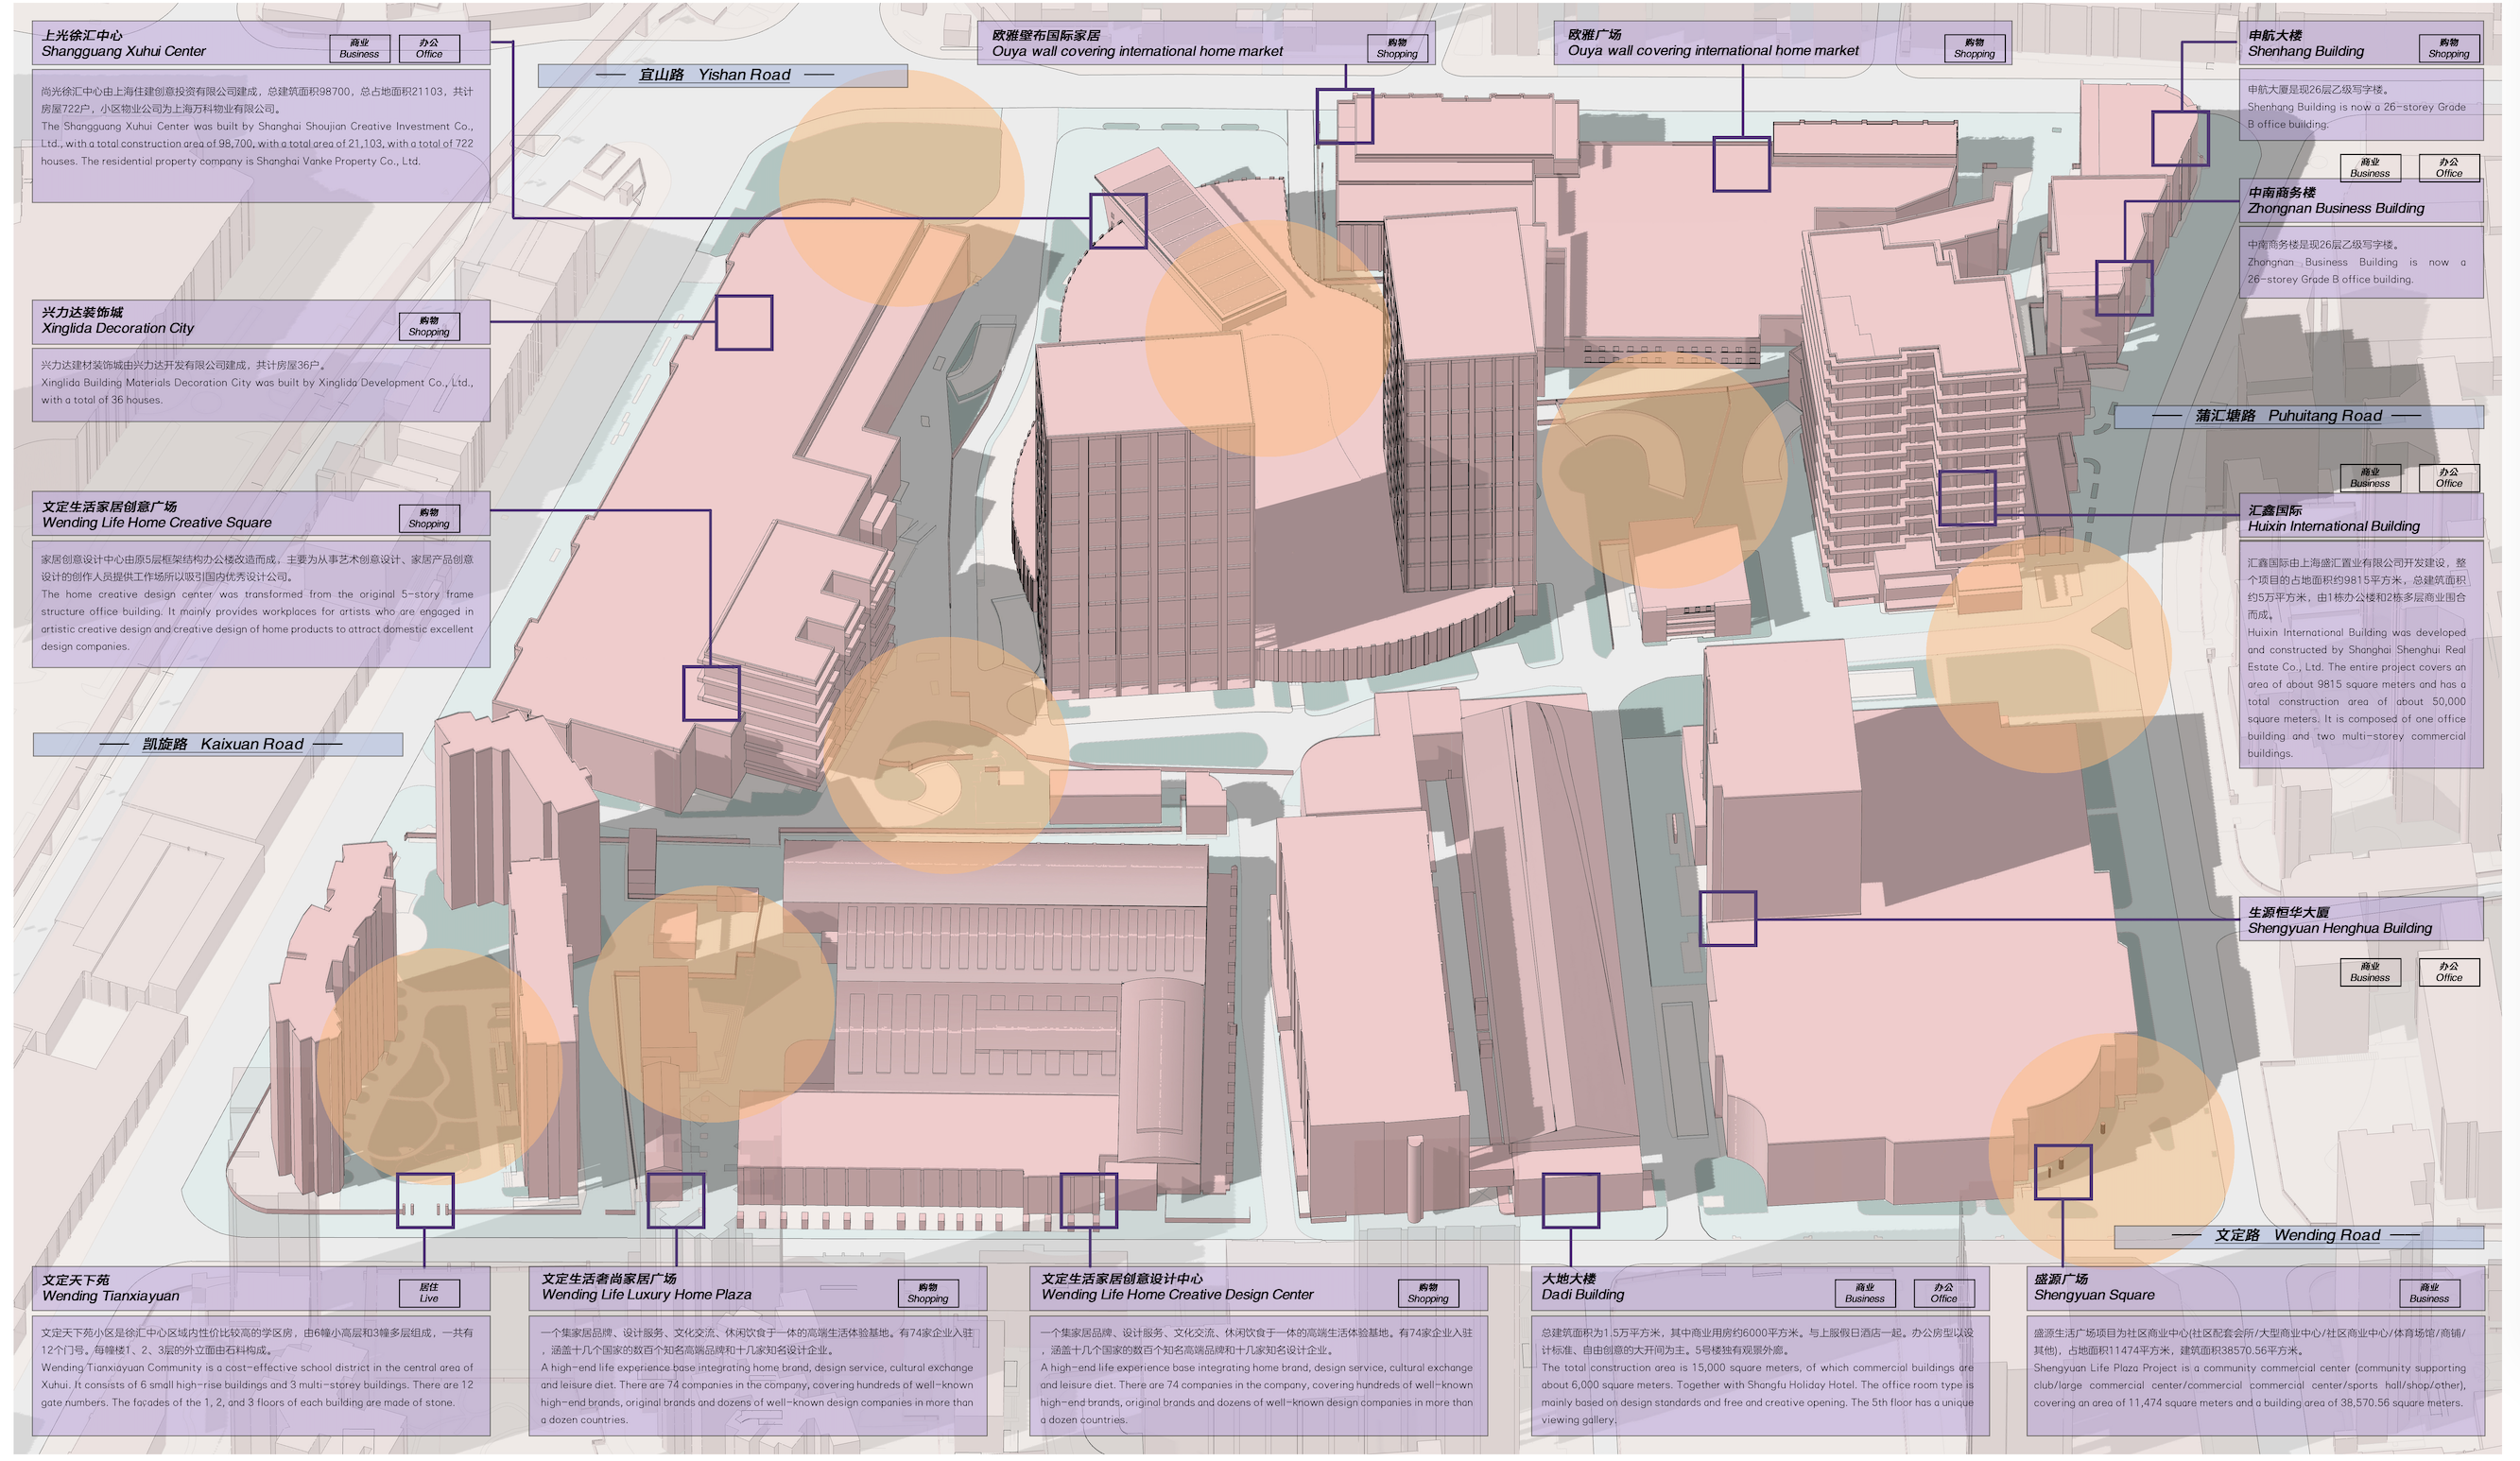 上光徐汇中心
Shangguang Xuhui Center
商业
Business
办公
Office
尚光徐汇中心由上海住建创意投资有限公司建成，总建筑面积98700，总占地面积21103，共计
房屋722户，小区物业公司为上海万科物业有限公司。
The Shangguang Xuhui Center was built by Shanghai Shoujian Creative Investment Co.,
Ltd., with a total construction area of 98,700, with a total area of 21,103, with a total of 722
houses. The residential property company is Shanghai Vanke Property Co., Ltd.
宜山路 Yishan Road
欧雅壁布国际家居
Ouya wall covering international home market
购物
Shopping
欧雅广场
Ouya wall covering international home market
购物
Shopping
申航大楼
Shenhang Building
购物
Shopping
申航大厦是现26层乙级写字楼。
Shenhang Building is now a 26-storey Grade
B office building.
商业
Business
办公
Office
中南商务楼
Zhongnan Business Building
中南商务楼是现26层乙级写字楼。
Zhongnan Business Building is now a
26-storey Grade B office building.
兴力达装饰城
Xinglida Decoration City
购物
Shopping
兴力达建材装饰城由兴力达开发有限公司建成，共计房屋36户。
Xinglida Building Materials Decoration City was built by Xinglida Development Co., Ltd.,
with a total of 36 houses.
蒲汇塘路 Puhuitang Road
文定生活家居创意广场
Wending Life Home Creative Square
购物
Shopping
家居创意设计中心由原5层框架结构办公楼改造而成，主要为从事艺术创意设计、家居产品创意
设计的创作人员提供工作场所以吸引国内优秀设计公司。
The home creative design center was transformed from the original 5-story frame
structure office building. It mainly provides workplaces for artists who are engaged in
artistic creative design and creative design of home products to attract domestic excellent
design companies.
商业
Business
办公
Office
汇鑫国际
Huixin International Building
汇鑫国际由上海盛汇置业有限公司开发建设，整
个项目的占地面积约9815平方米，总建筑面积
约5万平方米，由1栋办公楼和2栋多层商业围合
而成。
Huixin International Building was developed
and constructed by Shanghai Shenghui Real
Estate Co., Ltd. The entire project covers an
area of about 9815 square meters and has a
total construction area of about 50,000
square meters. It is composed of one office
building and two multi-storey commercial
buildings.
凯旋路 Kaixuan Road
生源恒华大厦
Shengyuan Henghua Building
商业
Business
办公
Office
文定路 Wending Road
文定天下苑
Wending Tianxiayuan
居住
Live
文定天下苑小区是徐汇中心区域内性价比较高的学区房，由6幢小高层和3幢多层组成，一共有
12个门号。每幢楼1、2、3层的外立面由石料构成。
Wending Tianxiayuan Community is a cost-effective school district in the central area of
Xuhui. It consists of 6 small high-rise buildings and 3 multi-storey buildings. There are 12
gate numbers. The façades of the 1, 2, and 3 floors of each building are made of stone.
文定生活奢尚家居广场
Wending Life Luxury Home Plaza
购物
Shopping
一个集家居品牌、设计服务、文化交流、休闲饮食于一体的高端生活体验基地。有74家企业入驻
，涵盖十几个国家的数百个知名高端品牌和十几家知名设计企业。
A high-end life experience base integrating home brand, design service, cultural exchange
and leisure diet. There are 74 companies in the company, covering hundreds of well-known
high-end brands, original brands and dozens of well-known design companies in more than
a dozen countries.
文定生活家居创意设计中心
Wending Life Home Creative Design Center
购物
Shopping
一个集家居品牌、设计服务、文化交流、休闲饮食于一体的高端生活体验基地。有74家企业入驻
，涵盖十几个国家的数百个知名高端品牌和十几家知名设计企业。
A high-end life experience base integrating home brand, design service, cultural exchange
and leisure diet. There are 74 companies in the company, covering hundreds of well-known
high-end brands, original brands and dozens of well-known design companies in more than
a dozen countries.
大地大楼
Dadi Building
商业
Business
办公
Office
总建筑面积为1.5万平方米，其中商业用房约6000平方米。与上服假日酒店一起。办公房型以设
计标准、自由创意的大开间为主。5号楼独有观景外廊。
The total construction area is 15,000 square meters, of which commercial buildings are
about 6,000 square meters. Together with Shangfu Holiday Hotel. The office room type is
mainly based on design standards and free and creative opening. The 5th floor has a unique
viewing gallery.
盛源广场
Shengyuan Square
商业
Business
盛源生活广场项目为社区商业中心(社区配套会所/大型商业中心/社区商业中心/体育场馆/商铺/
其他)，占地面积11474平方米，建筑面积38570.56平方米。
Shengyuan Life Plaza Project is a community commercial center (community supporting
club/large commercial center/commercial commercial center/sports hall/shop/other),
covering an area of 11,474 square meters and a building area of 38,570.56 square meters.